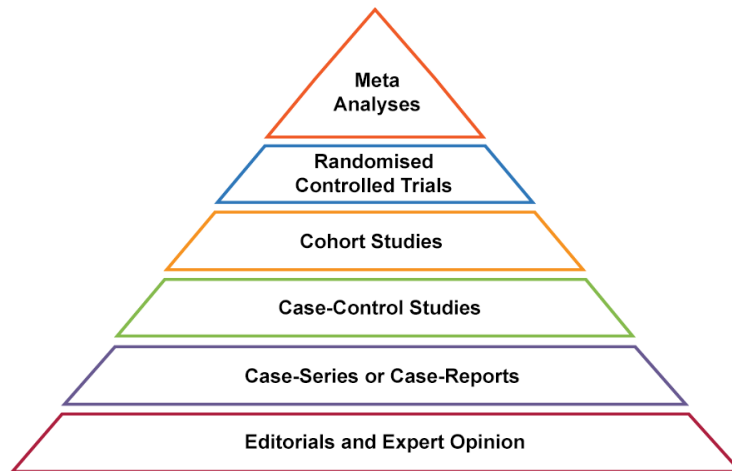 Meta
Analyses
Randomised
Controlled Trials
Cohort Studies
Case-Control Studies
Case-Series or Case-Reports
Editorials and Expert Opinion